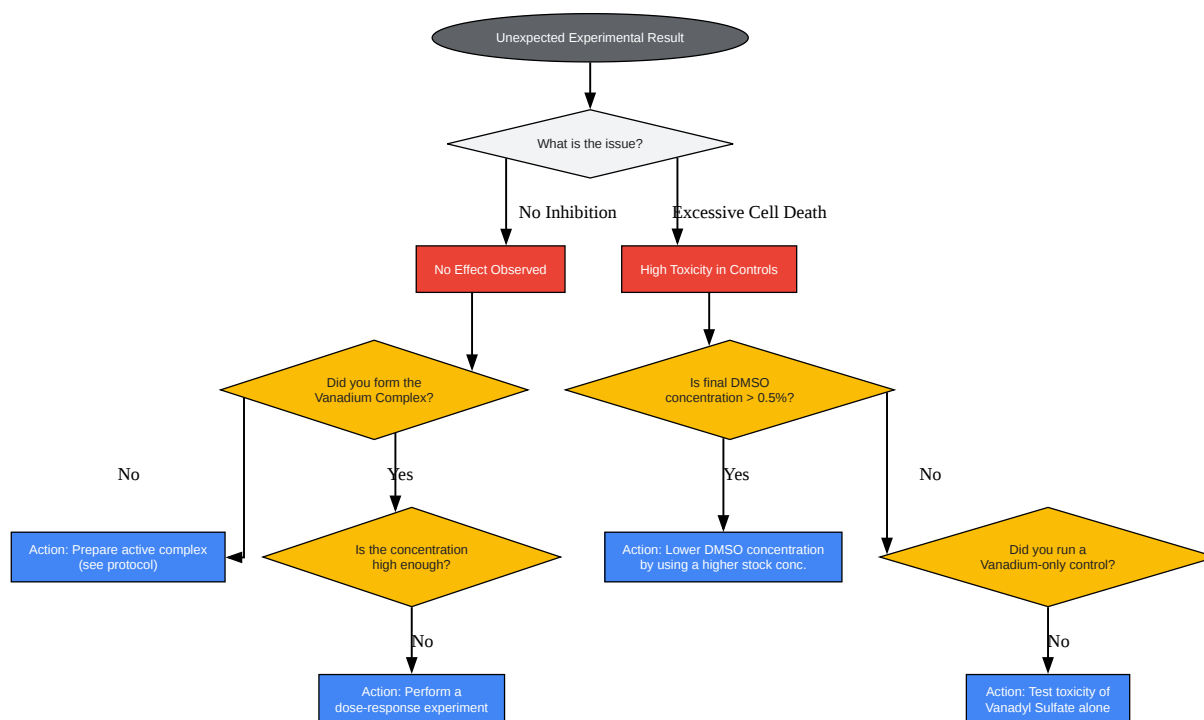 Unexpected Experimental Result
What is the issue?
No Inhibition
Excessive Cell Death
No Effect Observed
High Toxicity in Controls
Did you form the
Vanadium Complex?
Is final DMSO
concentration > 0.5%?
No
Yes
Yes
No
Action: Prepare active complex
(see protocol)
Is the concentration
high enough?
Action: Lower DMSO concentration
by using a higher stock conc.
Did you run a
Vanadium-only control?
No
No
Action: Perform a
dose-response experiment
Action: Test toxicity of
Vanadyl Sulfate alone